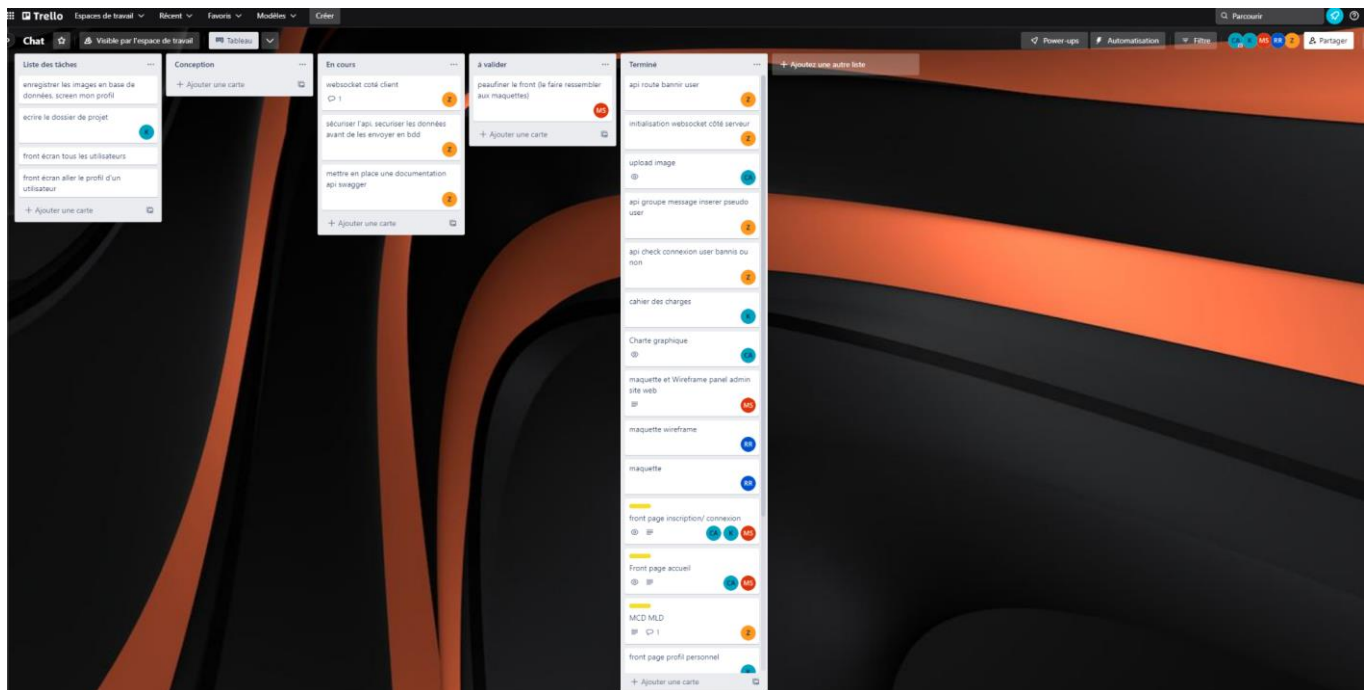 Trello Espaces de travail Récent Favoris Modèles Créer Parcourir
Chat Visible par l'espace de travail Tableau Power-ups Automatisation Filtre CA K MS RR Z Partager
Liste des tâches
enregistrer les images en base de
données. screen mon profil
ecrire le dossier de projet
K
front écran tous les utilisateurs
front écran aller le profil d'un
utilisateur
+ Ajouter une carte
Conception
+ Ajouter une carte
En cours
websocket coté client
1
Z
sécuriser l'api. securiser les données
avant de les envoyer en bdd
Z
mettre en place une documentation
api swagger
Z
+ Ajouter une carte
à valider
peaufiner le front (le faire ressembler
aux maquettes)
MS
+ Ajouter une carte
Terminé
api route bannir user
Z
initialisation websocket côté serveur
Z
upload image
CA
api groupe message inserer pseudo
user
Z
api check connexion user bannis ou
non
Z
cahier des charges
K
Charte graphique
CA
maquette et Wireframe panel admin
site web
MS
maquette wireframe
RR
maquette
RR
front page inscription/ connexion
CA K MS
Front page accueil
CA MS
MCD MLD
1 Z
front page profil personnel
+ Ajouter une carte
+ Ajoutez une autre liste